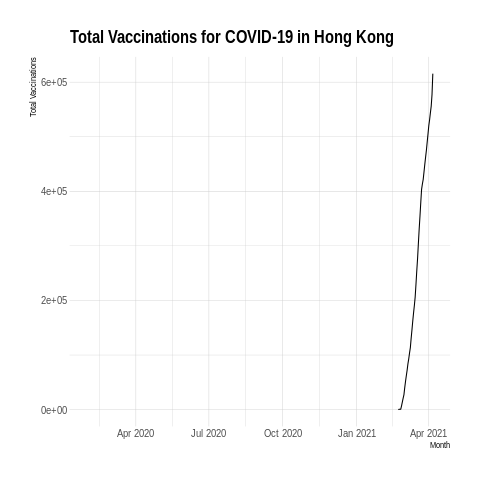 Total Vaccinations for COVID-19 in Hong Kong
Total Vaccinations
6e+05
4e+05
2e+05
0e+00
Apr 2020 Jul 2020 Oct 2020 Jan 2021 Apr 2021
Month